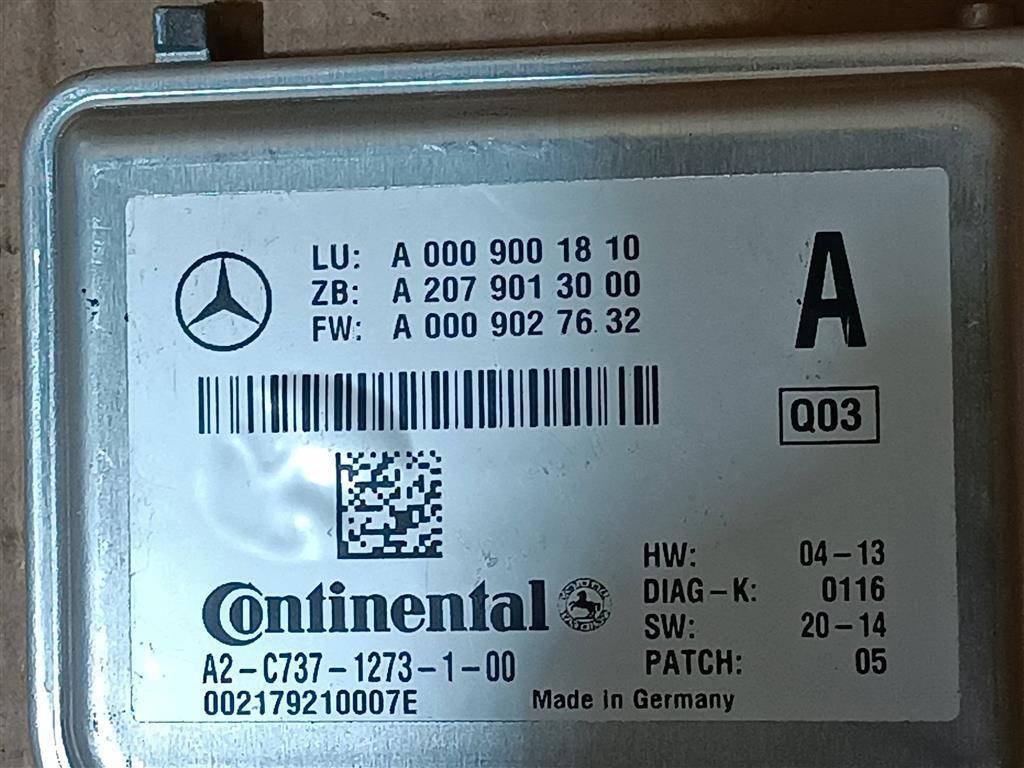 LU: A 000 900 18 10
ZB: A 207 901 30 00
FW: A 000 902 76 32
A
Q03
HW: 04-13
DIAG-K: 0116
SW: 20-14
PATCH: 05
Continental
A2-C737-1273-1-00
002179210007E
Made in Germany